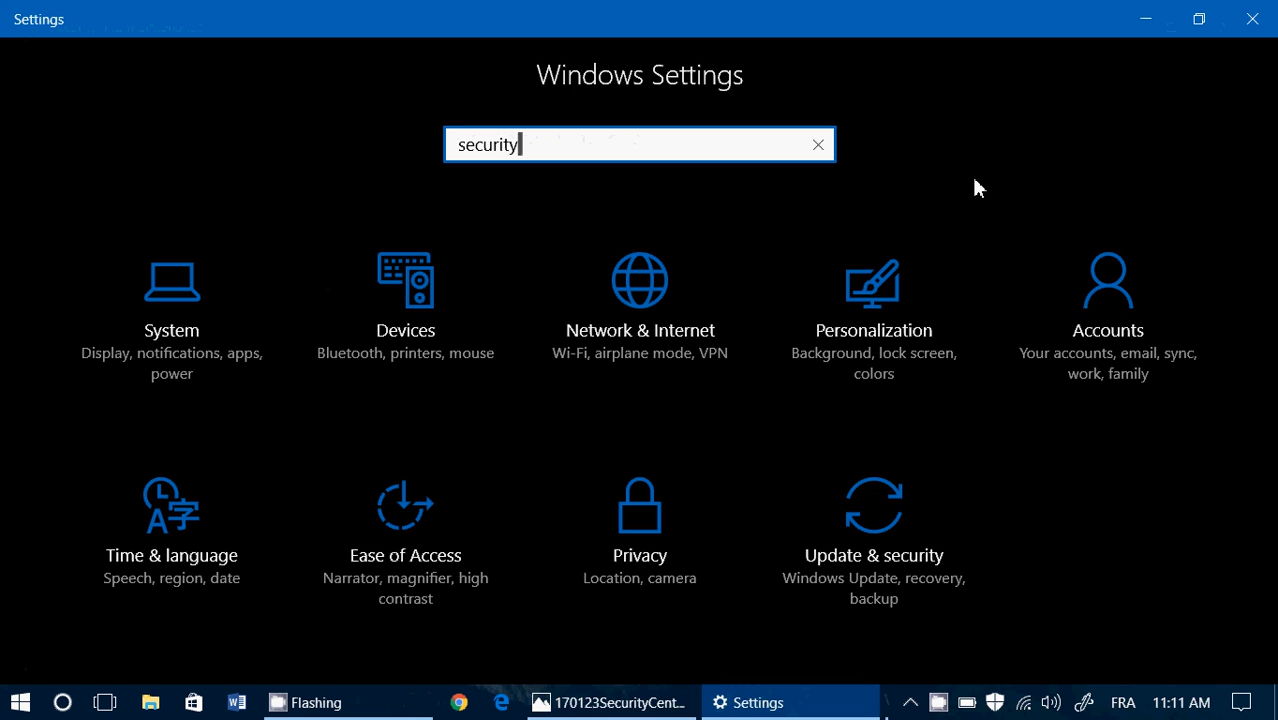 Settings
Windows Settings
security
System
Display, notifications, apps,
power
Devices
Bluetooth, printers, mouse
Network & Internet
Wi-Fi, airplane mode, VPN
Personalization
Background, lock screen,
colors
Accounts
Your accounts, email, sync,
work, family
Time & language
Speech, region, date
Ease of Access
Narrator, magnifier, high
contrast
Privacy
Location, camera
Update & security
Windows Update, recovery,
backup
Flashing
170123SecurityCent...
Settings
FRA
11:11 AM